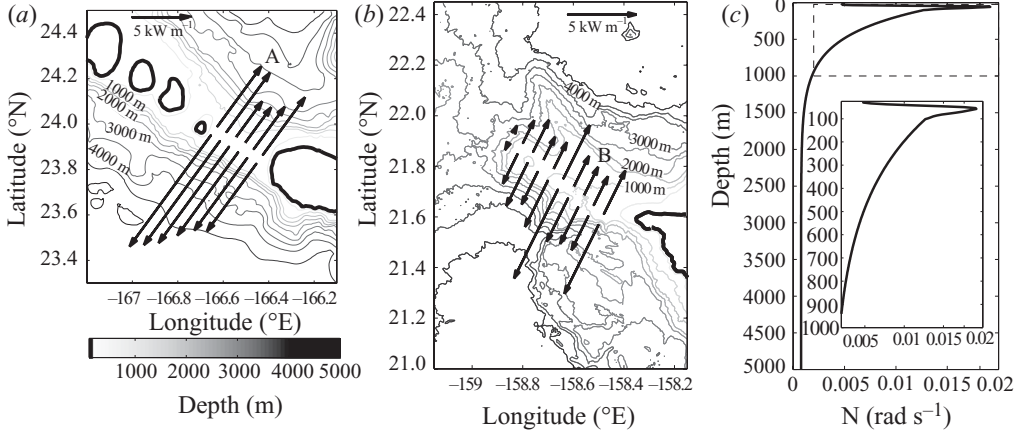 (a)
24.4
24.2
24.0
23.8
23.6
23.4
Latitude (°N)
5 kW m−1
A
1000 m
2000 m
3000 m
4000 m
−167 −166.8 −166.6 −166.4 −166.2
Longitude (°E)
1000 2000 3000 4000 5000
Depth (m)
(b)
22.4
22.2
22.0
21.8
21.6
21.4
21.2
21.0
Latitude (°N)
5 kW m−1
4000 m
3000 m
B
2000 m
1000 m
−159 −158.8 −158.6 −158.4 −158.2
Longitude (°E)
(c)
0
500
1000
1500
2000
2500
3000
3500
4000
4500
5000
Depth (m)
100
200
300
400
500
600
700
800
900
1000
0.005 0.01 0.015 0.02
0 0.005 0.01 0.015 0.02
N (rad s−1)